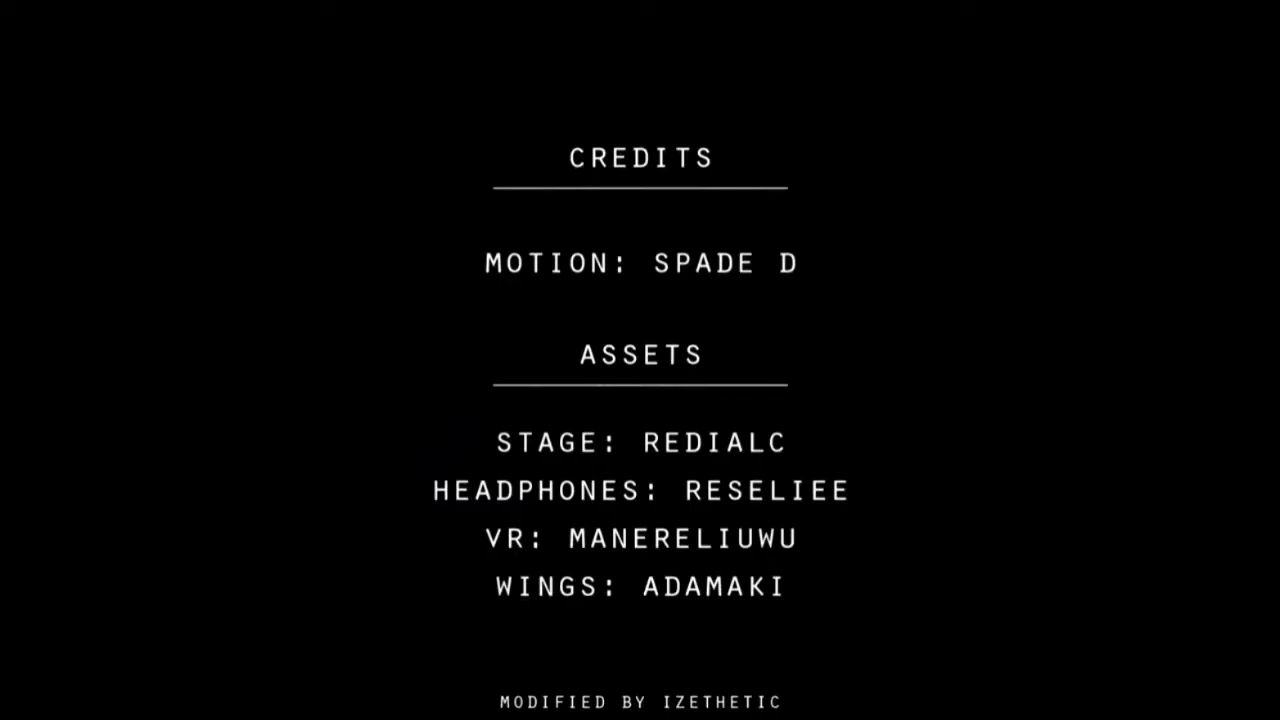 CREDITS
MOTION: SPADE D
ASSETS
STAGE: REDIALC
HEADPHONES: RESELIEE
VR: MANERELIUWU
WINGS: ADAMAKI
MODIFIED BY IZETHETIC